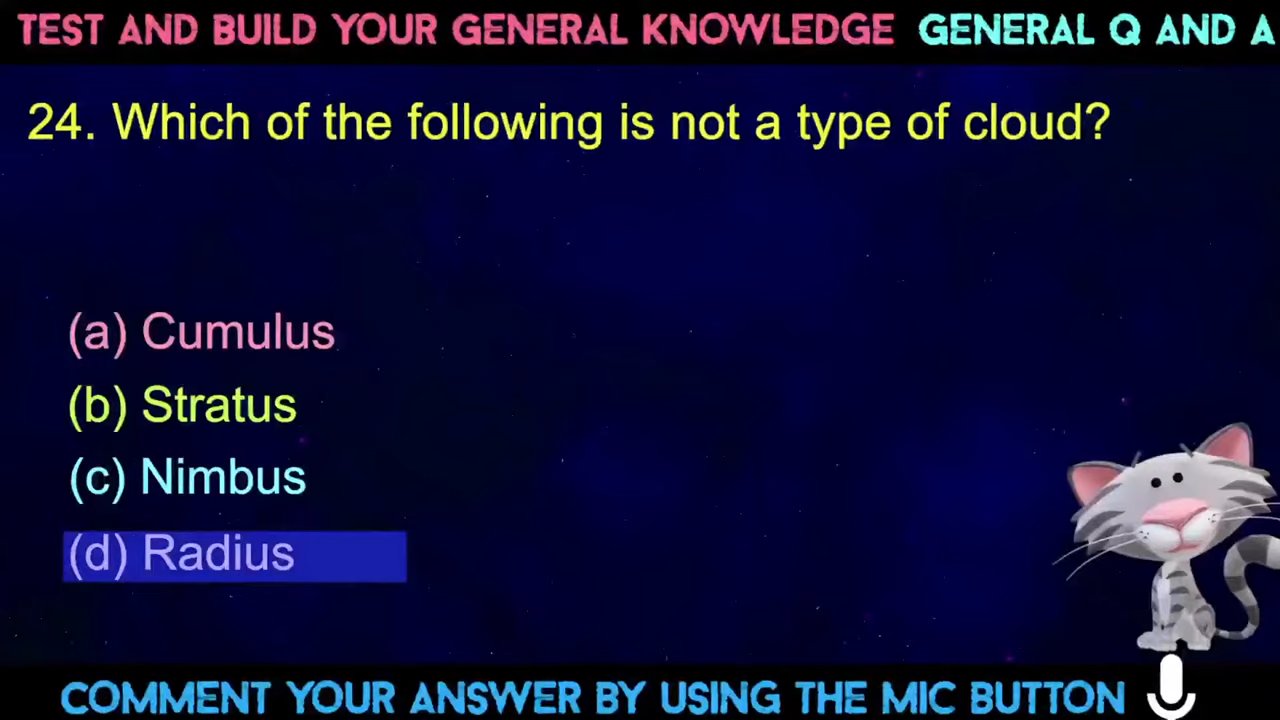 TEST AND BUILD YOUR GENERAL KNOWLEDGE GENERAL Q AND A
24. Which of the following is not a type of cloud?
(a) Cumulus
(b) Stratus
(c) Nimbus
(d) Radius
COMMENT YOUR ANSWER BY USING THE MIC BUTTON